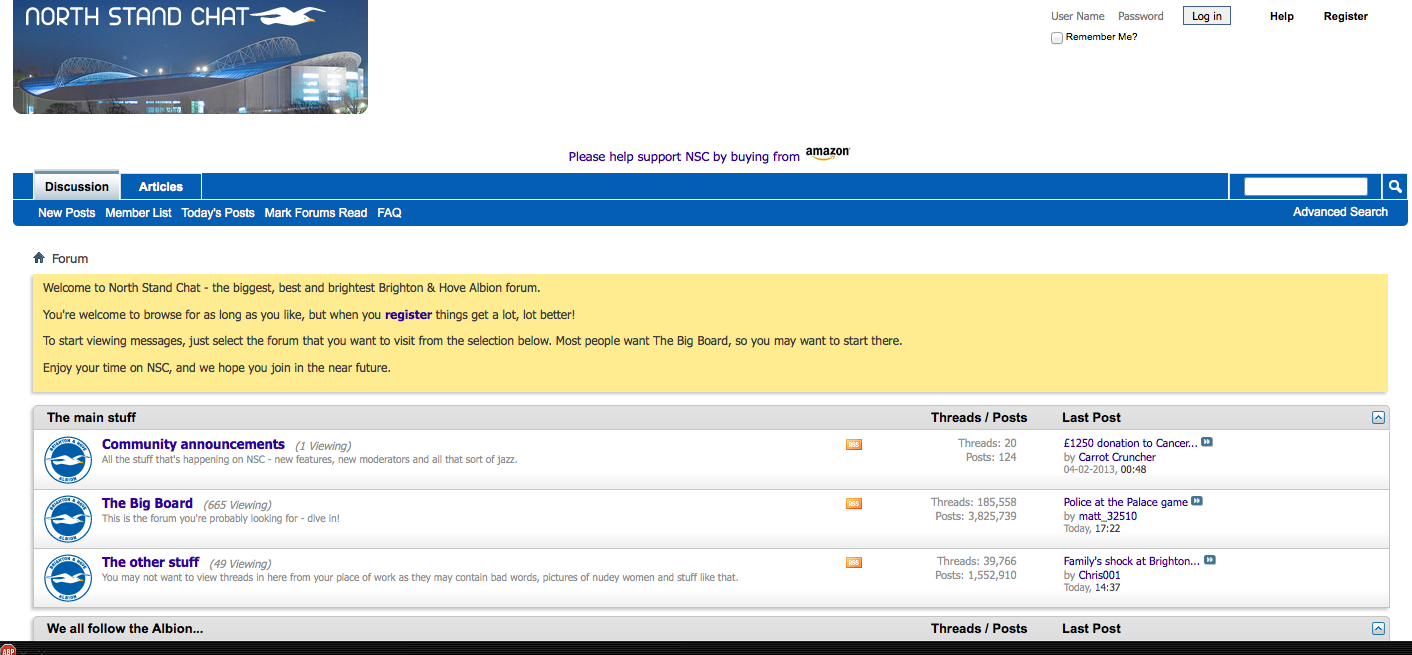 NORTH STAND CHAT
User Name Password Log in Help Register
Remember Me?
Please help support NSC by buying from amazon
Discussion Articles
New Posts Member List Today's Posts Mark Forums Read FAQ Advanced Search
Forum
Welcome to North Stand Chat - the biggest, best and brightest Brighton & Hove Albion forum.
You're welcome to browse for as long as you like, but when you register things get a lot, lot better!
To start viewing messages, just select the forum that you want to visit from the selection below. Most people want The Big Board, so you may want to start there.
Enjoy your time on NSC, and we hope you join in the near future.
The main stuff Threads / Posts Last Post
BRIGHTON & HOVE ALBION
Community announcements (1 Viewing) RSS Threads: 20 £1250 donation to Cancer...
All the stuff that's happening on NSC - new features, new moderators and all that sort of jazz. Posts: 124 by Carrot Cruncher
04-02-2013, 00:48
BRIGHTON & HOVE ALBION
The Big Board (665 Viewing) RSS Threads: 185,558 Police at the Palace game
This is the forum you're probably looking for - dive in! Posts: 3,825,739 by matt_32510
Today, 17:22
BRIGHTON & HOVE ALBION
The other stuff (49 Viewing) RSS Threads: 39,766 Family's shock at Brighton...
You may not want to view threads in here from your place of work as they may contain bad words, pictures of nudey women and stuff like that. Posts: 1,552,910 by Chris001
Today, 14:37
We all follow the Albion... Threads / Posts Last Post
ABP